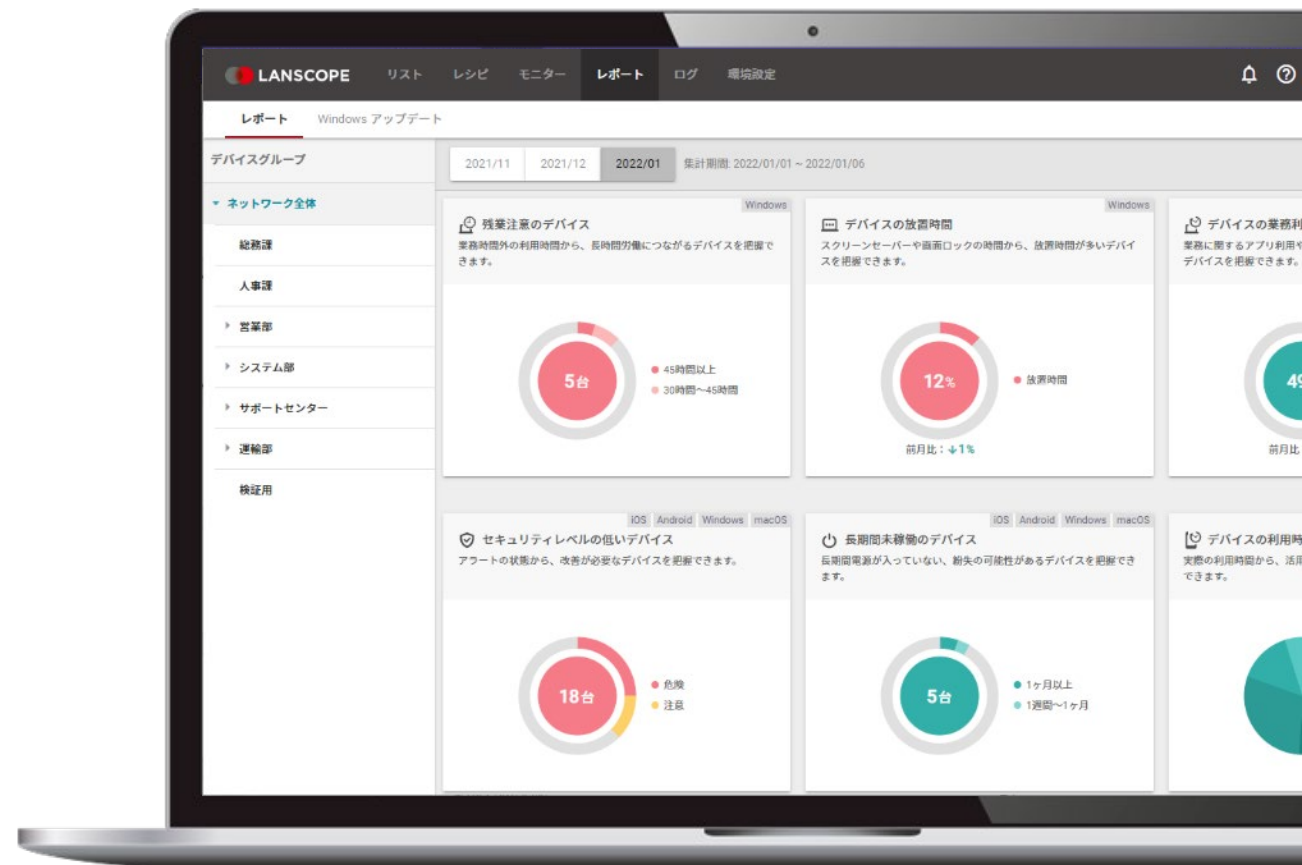 LANSCOPE リスト レシピ モニター レポート ログ 環境設定
レポート Windows アップデート
デバイスグループ
ネットワーク全体
総務課
人事課
営業部
システム部
サポートセンター
運輸部
検証用
2021/11 2021/12 2022/01 集計期間: 2022/01/01 ~ 2022/01/06
Windows
残業注意のデバイス
業務時間外の利用時間から、長時間労働につながるデバイスを把握で
きます。
5台
45時間以上
30時間〜45時間
Windows
デバイスの放置時間
スクリーンセーバーや画面ロックの時間から、放置時間が多いデバイ
スを把握できます。
12%
放置時間
前月比：↓1%
デバイスの業務利
業務に関するアプリ利用や
デバイスを把握できます。
49
前月比
iOS Android Windows macOS
セキュリティレベルの低いデバイス
アラートの状態から、改善が必要なデバイスを把握できます。
18台
危険
注意
iOS Android Windows macOS
長期間未稼働のデバイス
長期間電源が入っていない、紛失の可能性があるデバイスを把握でき
ます。
5台
1ヶ月以上
1週間〜1ヶ月
デバイスの利用時
実際の利用時間から、活用
できます。